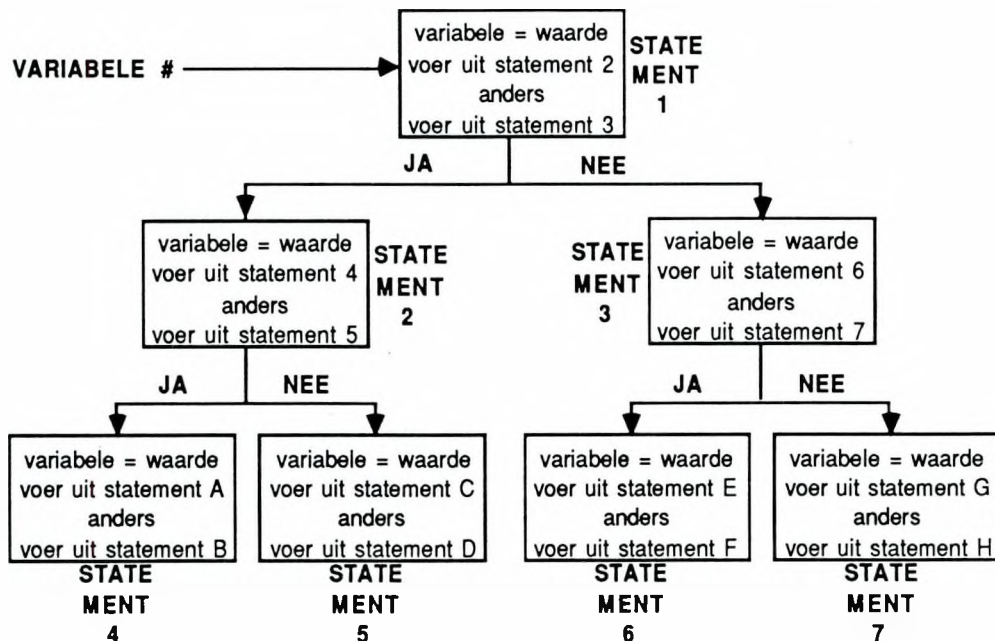 VARIABELE #
variabele = waarde
voer uit statement 2
anders
voer uit statement 3
STATE
MENT
1
JA
NEE
variabele = waarde
voer uit statement 4
anders
voer uit statement 5
STATE
MENT
2
STATE
MENT
3
variabele = waarde
voer uit statement 6
anders
voer uit statement 7
JA
NEE
JA
NEE
variabele = waarde
voer uit statement A
anders
voer uit statement B
STATE
MENT
4
variabele = waarde
voer uit statement C
anders
voer uit statement D
STATE
MENT
5
variabele = waarde
voer uit statement E
anders
voer uit statement F
STATE
MENT
6
variabele = waarde
voer uit statement G
anders
voer uit statement H
STATE
MENT
7